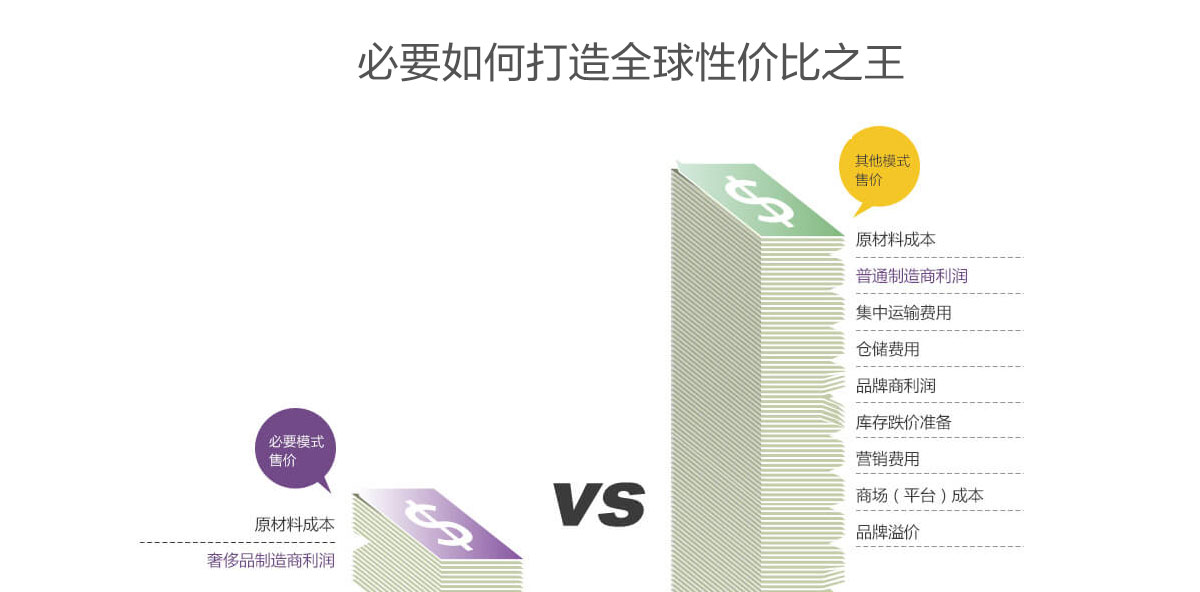 必要如何打造全球性价比之王
其他模式
售价
原材料成本
普通制造商利润
集中运输费用
仓储费用
品牌商利润
库存跌价准备
营销费用
商场（平台）成本
品牌溢价
必要模式
售价
原材料成本
奢侈品制造商利润
VS
$
$